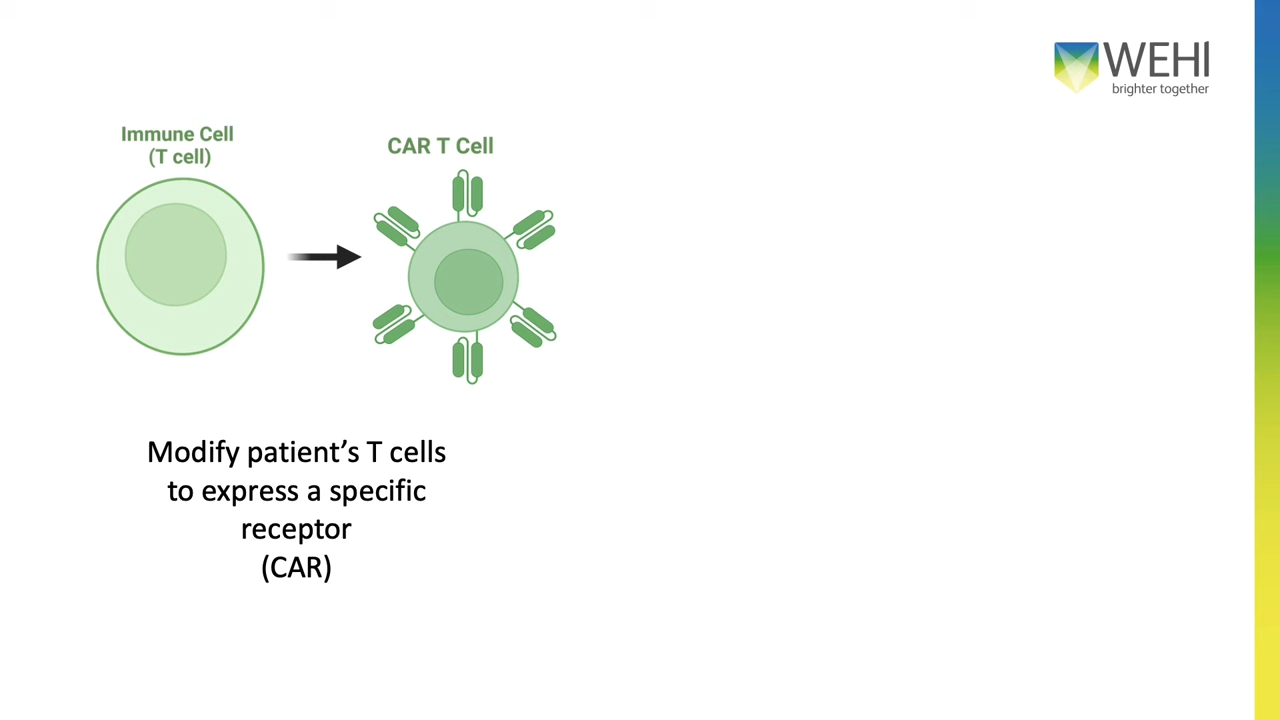 WEHI
brighter together
Immune Cell
(T cell)
CAR T Cell
Modify patient’s T cells
to express a specific
receptor
(CAR)